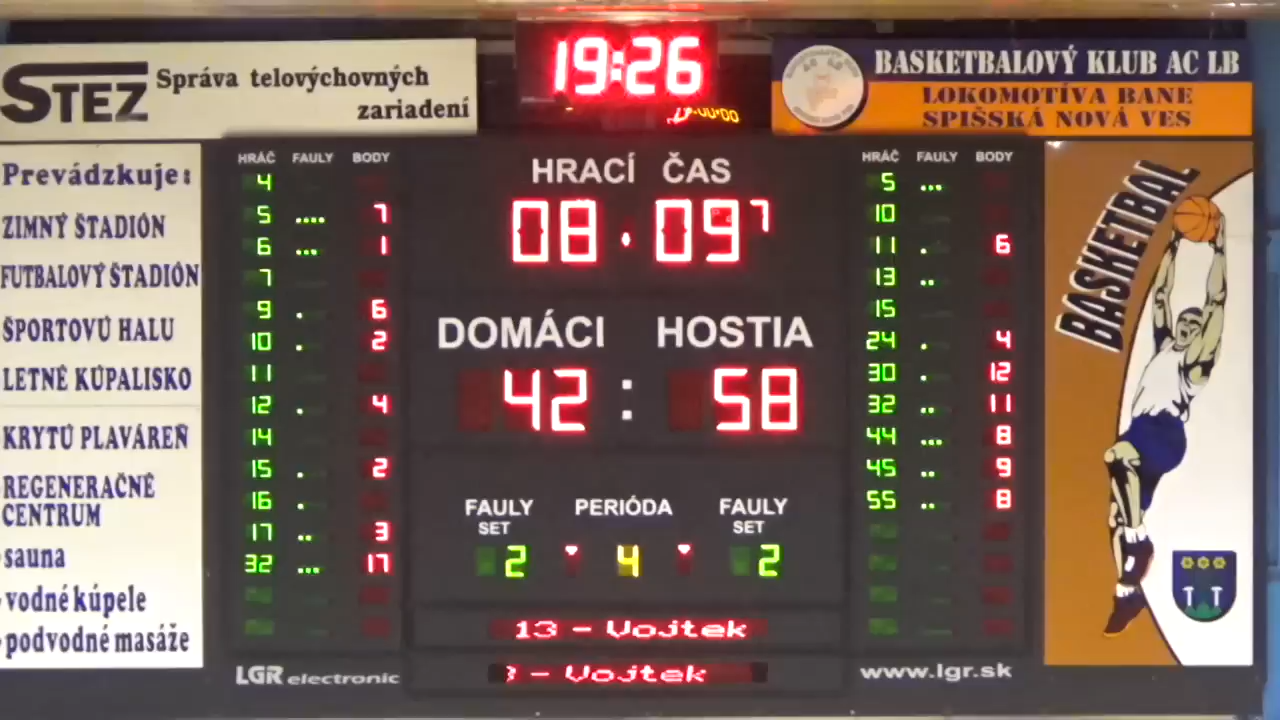 19:26
00:00
STEZ Správa telovýchovných
zariadení
BASKETBALOVÝ KLUB AC LB
LOKOMOTÍVA BANE
SPIŠSKÁ NOVÁ VES
Prevádzkuje:
ZIMNÝ ŠTADIÓN
FUTBALOVÝ ŠTADIÓN
ŠPORTOVÚ HALU
LETNÉ KÚPALISKO
KRYTÚ PLAVÁREŇ
REGENERAČNÉ
CENTRUM
sauna
vodné kúpele
podvodné masáže
HRÁČ FAULY BODY
4
5 .... 7
6 ... 1
7
9 . 6
10 . 2
11
12 . 4
14
15 . 2
16 .
17 .. 3
32 ... 17
LGR electronic
HRACÍ ČAS
08.09 7
DOMÁCI HOSTIA
42 : 58
FAULY SET PERIÓDA FAULY SET
2 4 2
13 - Vojtek
- Vojtek
HRÁČ FAULY BODY
5 ...
10
11 . 6
13 ..
15
24 . 4
30 . 12
32 .. 11
44 ... 8
45 .. 9
55 .. 8
www.lgr.sk
BASKETBAL